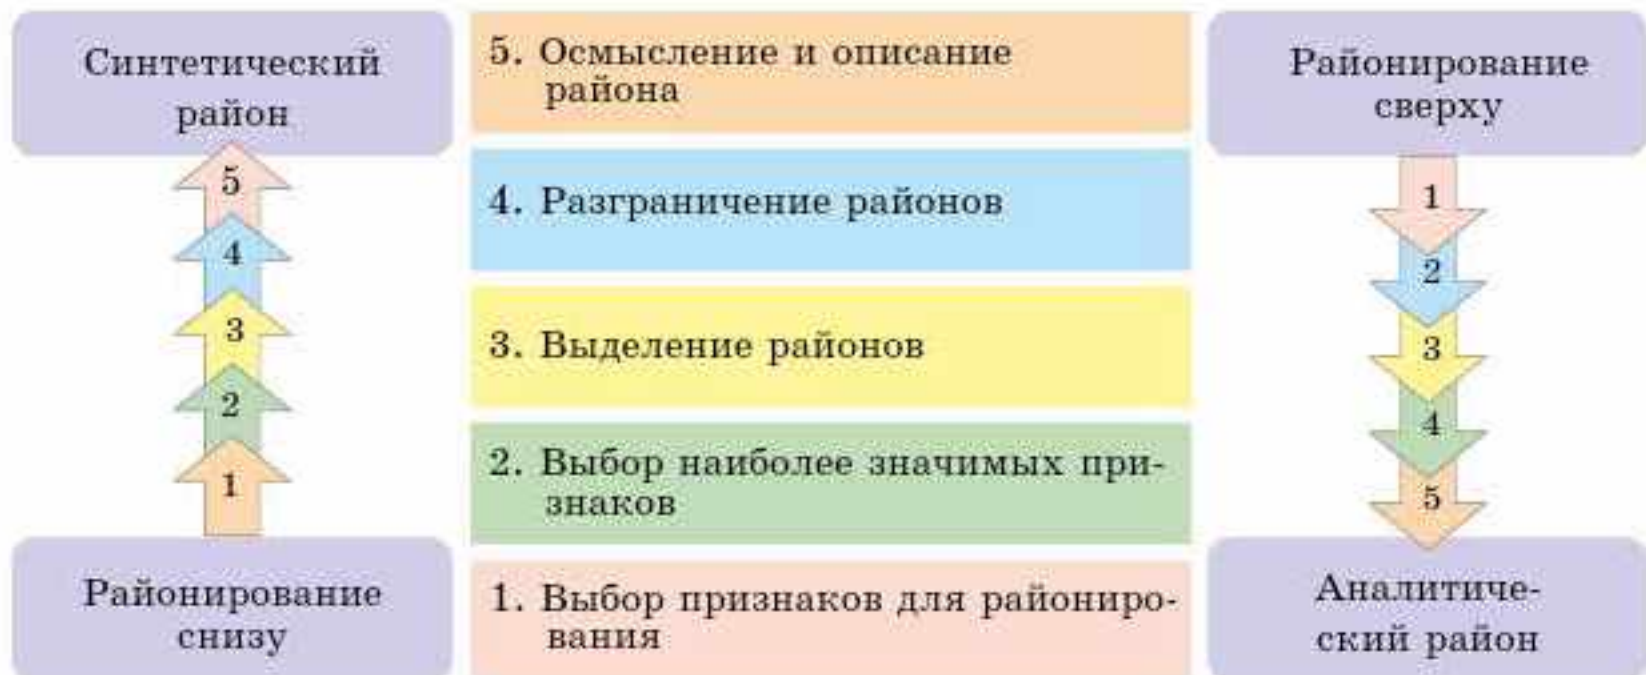 Синтетический
район
5
4
3
2
1
Районирование
снизу
5. Осмысление и описание
района
4. Разграничение районов
3. Выделение районов
2. Выбор наиболее значимых при-
знаков
1. Выбор признаков для райониро-
вания
Районирование
сверху
1
2
3
4
5
Аналитиче-
ский район